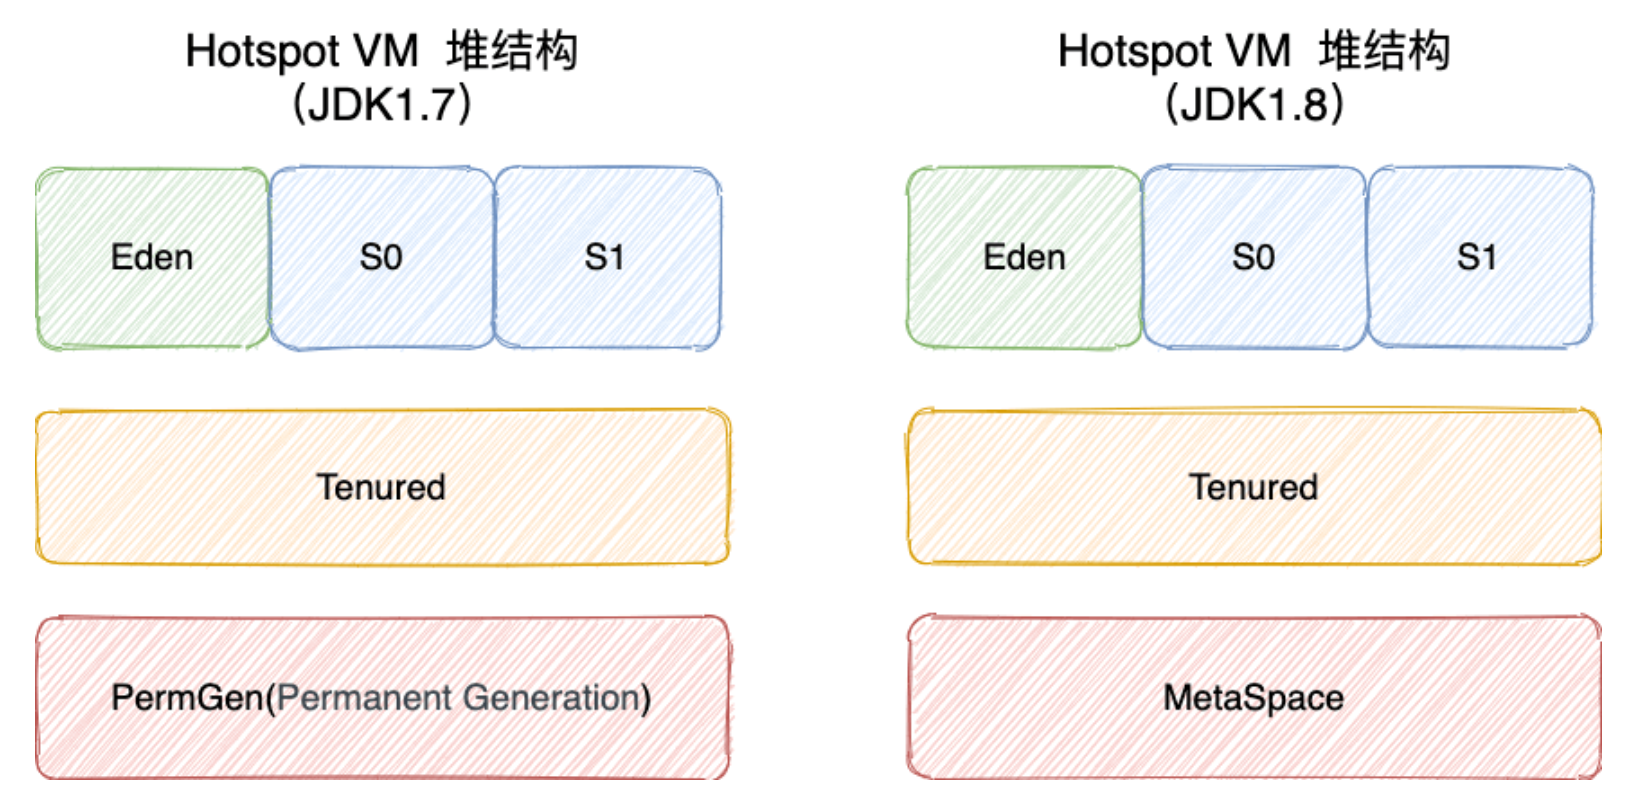 Hotspot VM 堆结构
（JDK1.7）
Eden
S0
S1
Tenured
PermGen(Permanent Generation)
Hotspot VM 堆结构
（JDK1.8）
Eden
S0
S1
Tenured
MetaSpace